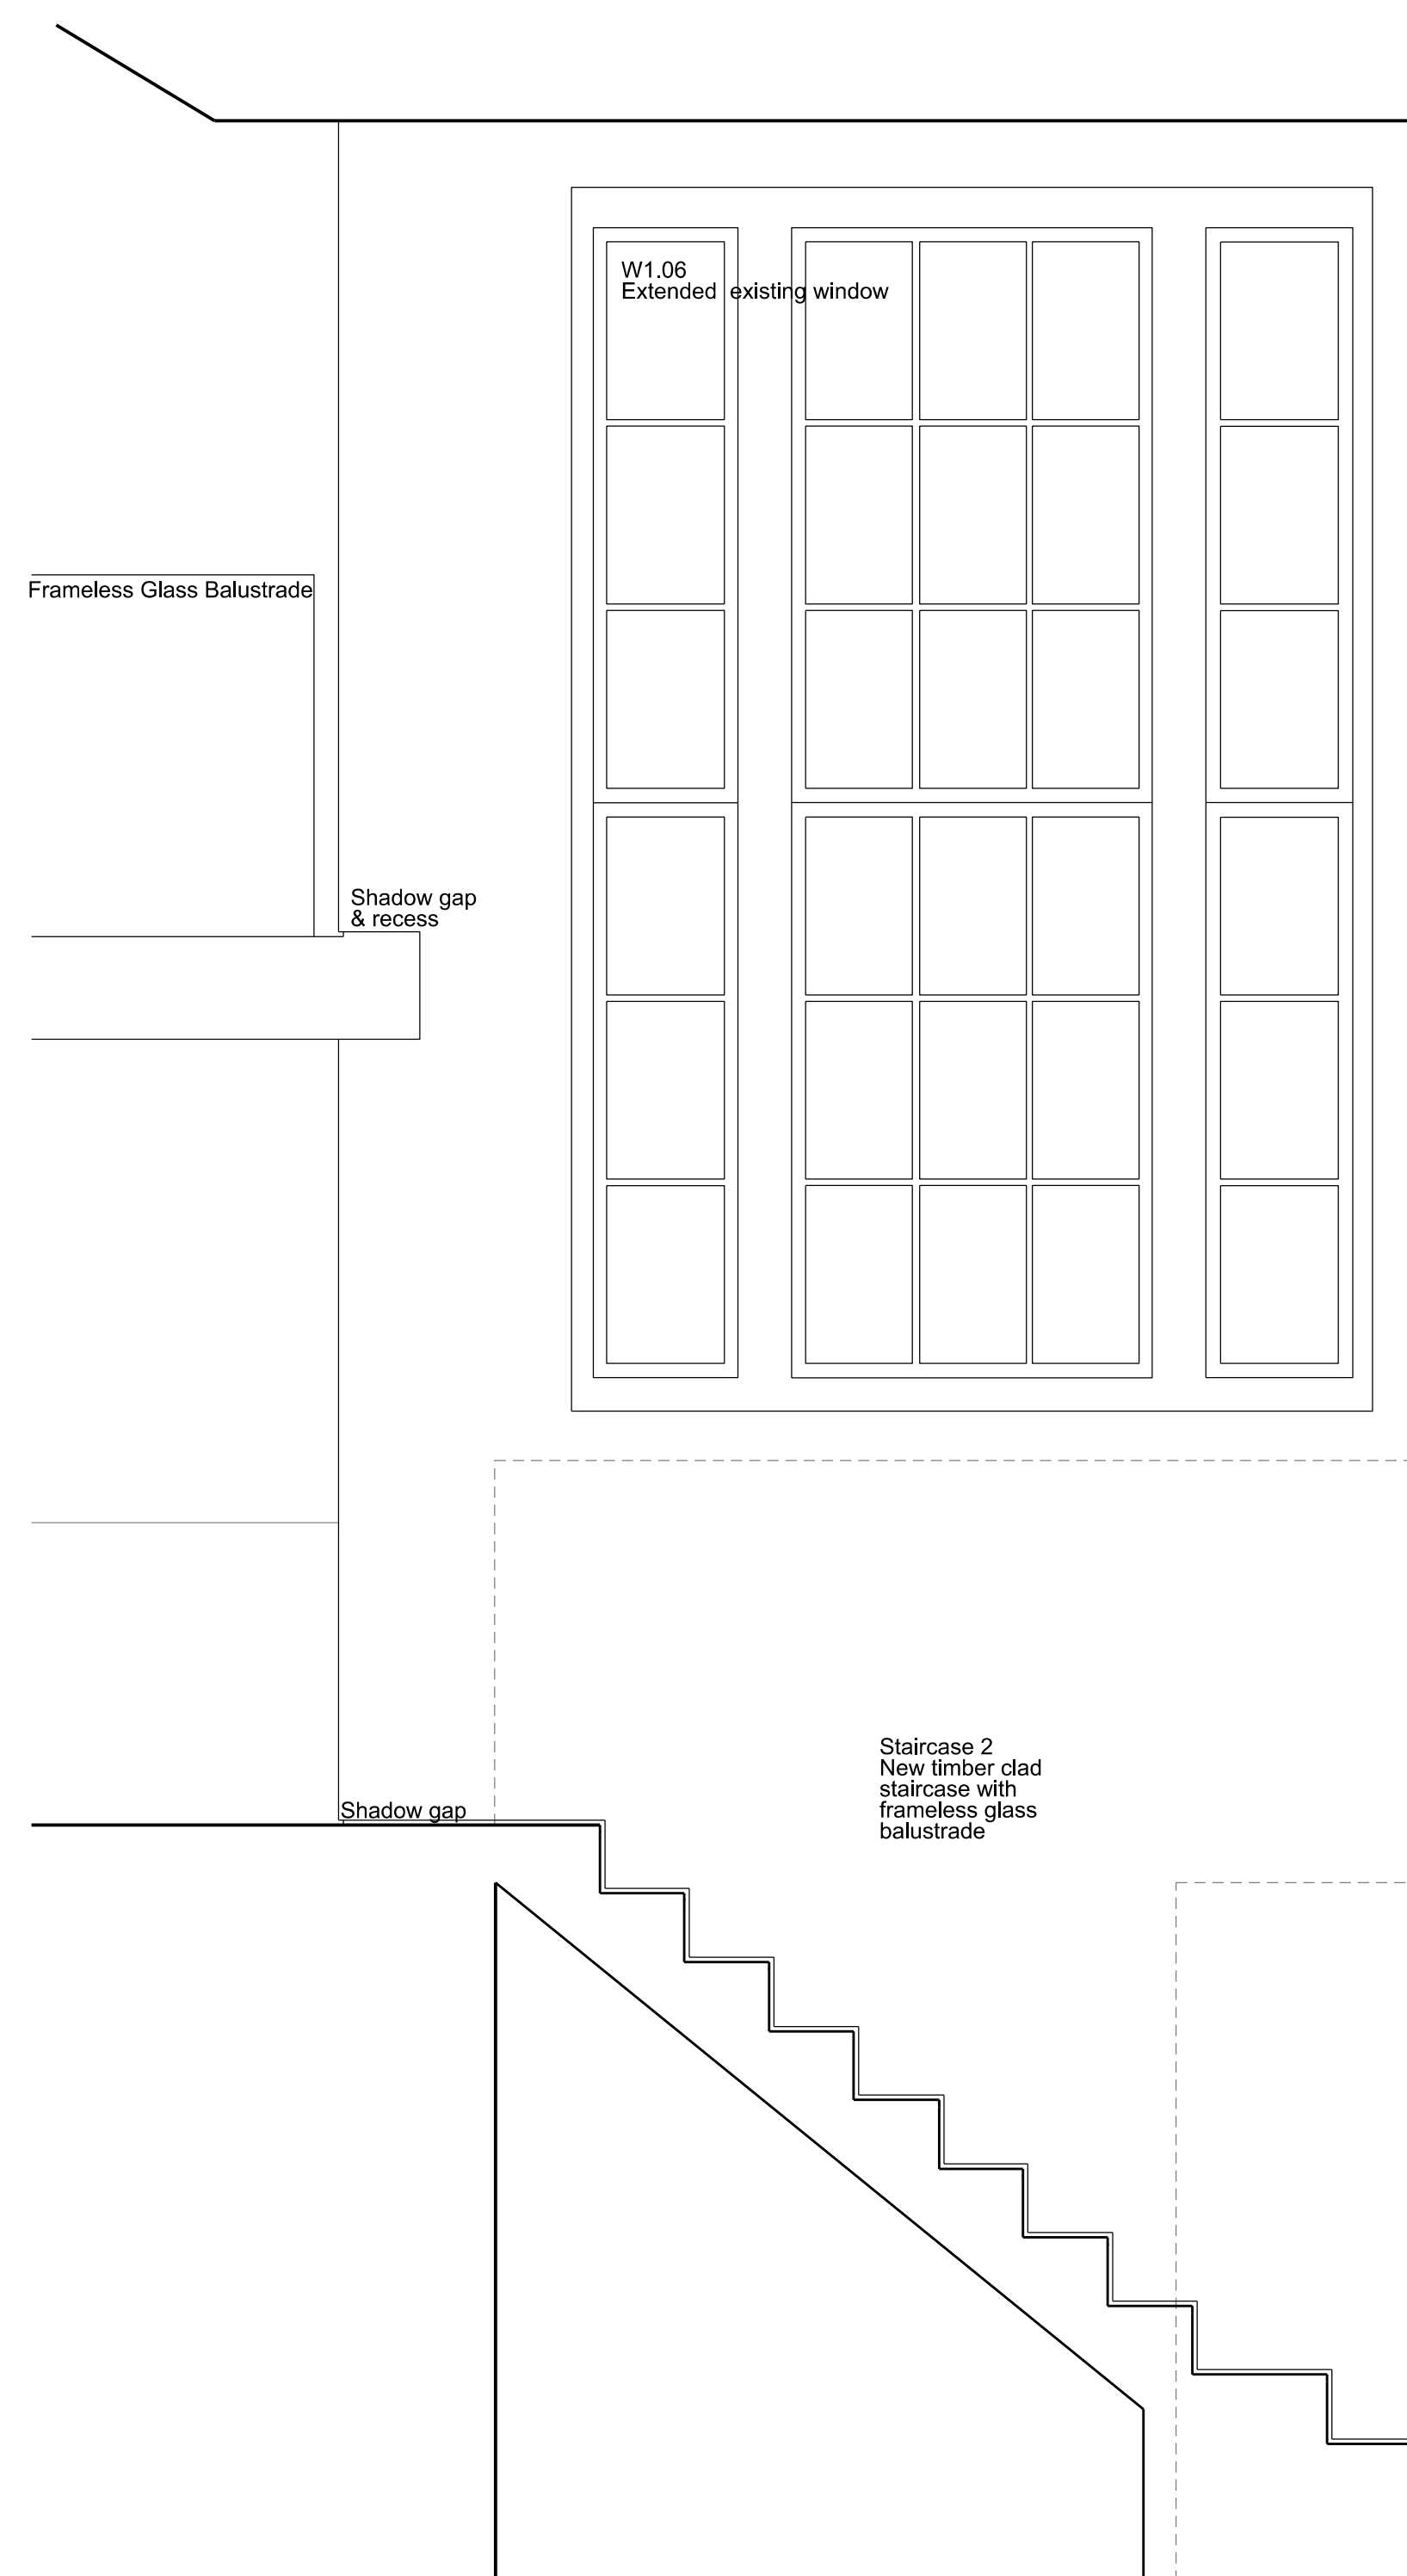 W1.06
Extended existing window
Frameless Glass Balustrade
Shadow gap
& recess
Staircase 2
New timber clad
staircase with
frameless glass
balustrade
Shadow gap